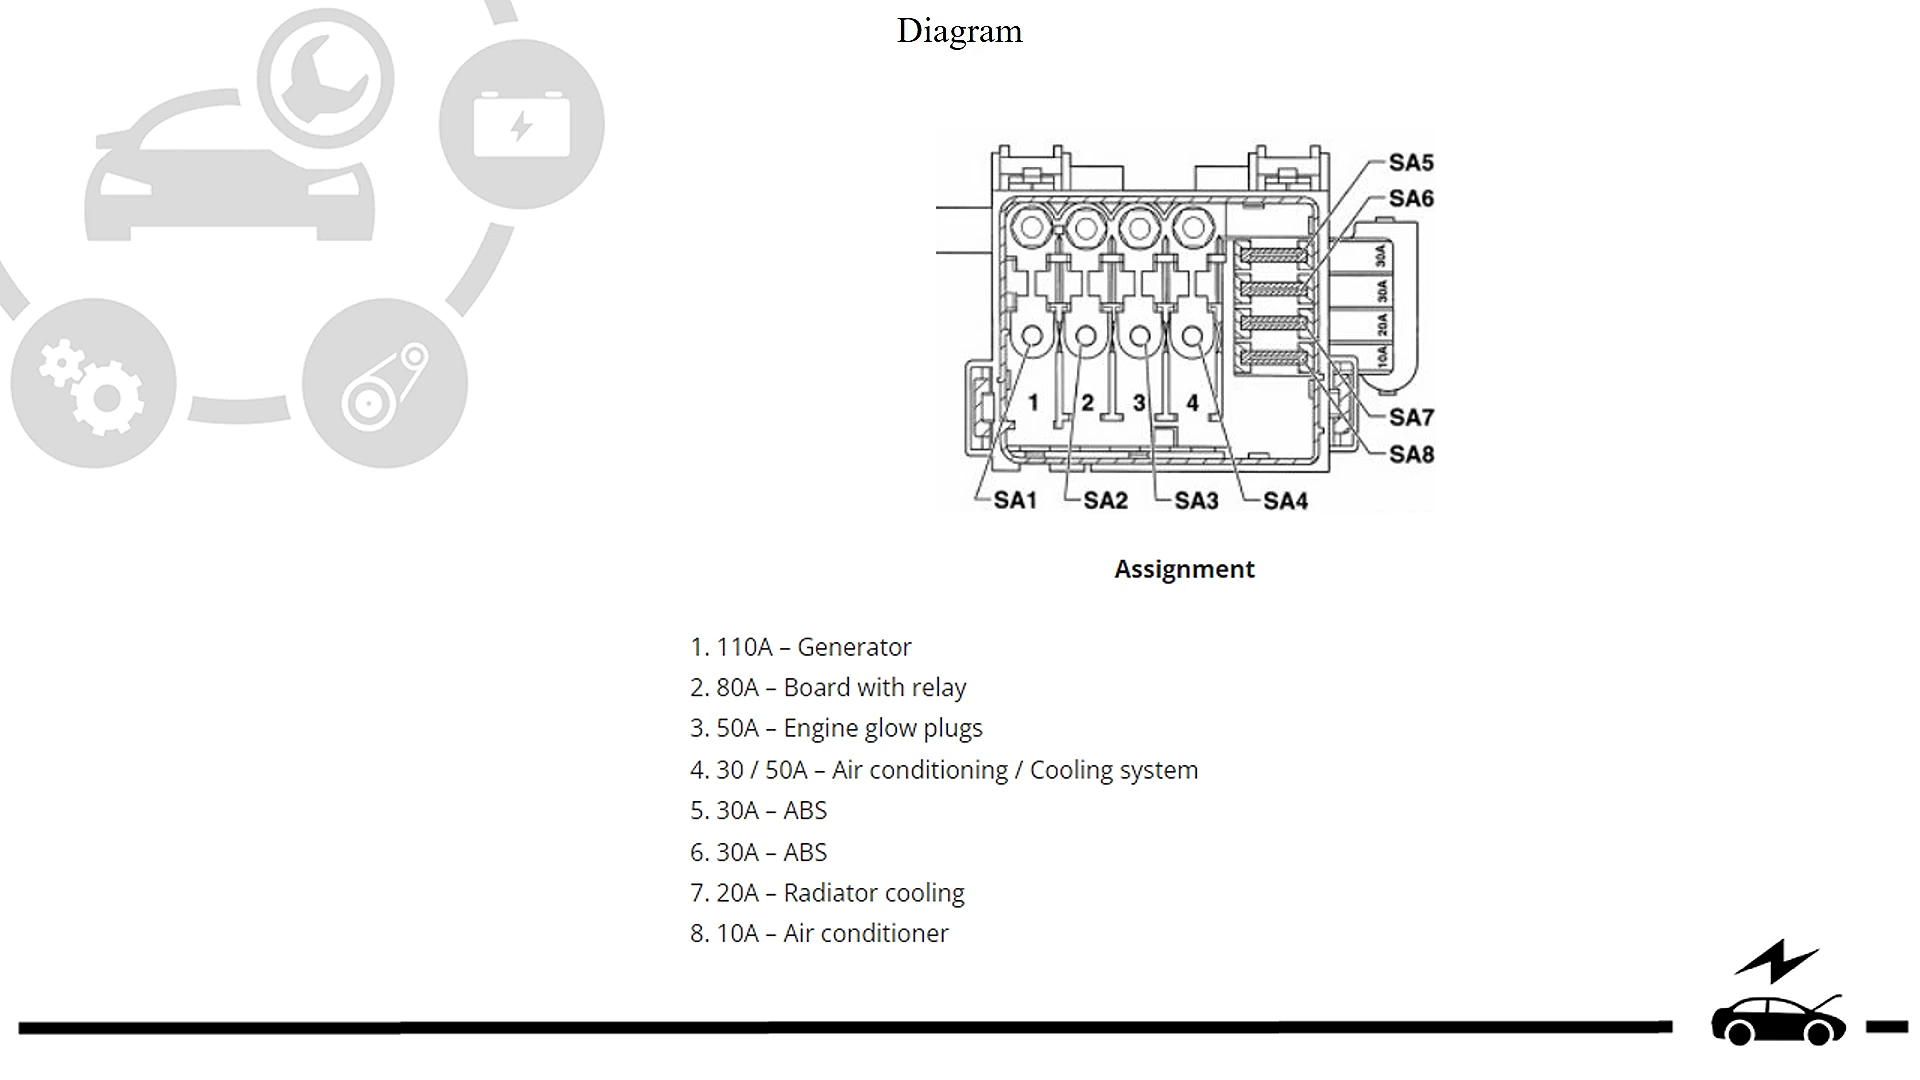 Diagram
SA5
SA6
30A
30A
20A
10A
1 2 3 4
SA7
SA8
SA1 SA2 SA3 SA4
Assignment
1. 110A – Generator
2. 80A – Board with relay
3. 50A – Engine glow plugs
4. 30 / 50A – Air conditioning / Cooling system
5. 30A – ABS
6. 30A – ABS
7. 20A – Radiator cooling
8. 10A – Air conditioner